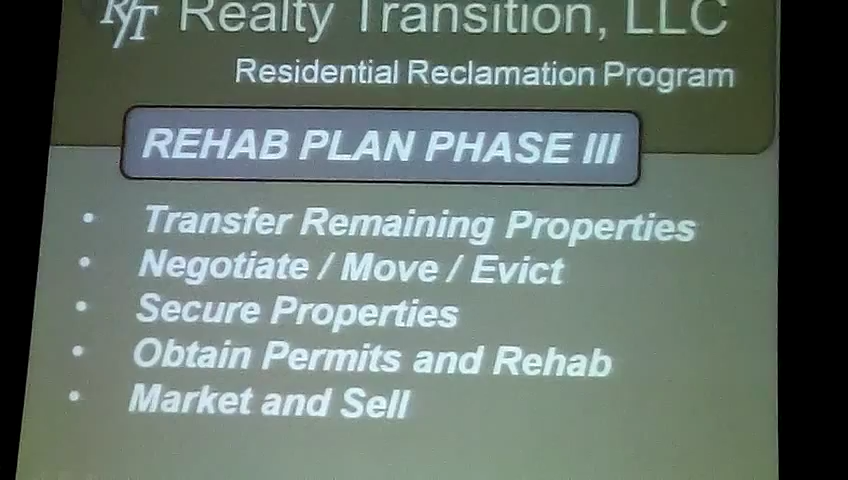 R/T Realty Transition, LLC
Residential Reclamation Program
REHAB PLAN PHASE III
• Transfer Remaining Properties
• Negotiate / Move / Evict
• Secure Properties
• Obtain Permits and Rehab
• Market and Sell